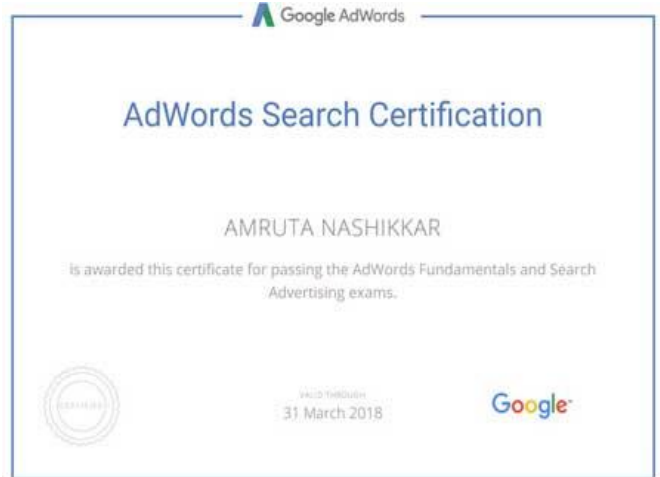 Google AdWords
AdWords Search Certification
AMRUTA NASHIKKAR
is awarded this certificate for passing the AdWords Fundamentals and Search
Advertising exams.
CERTIFIED
VALID THROUGH
31 March 2018
Google